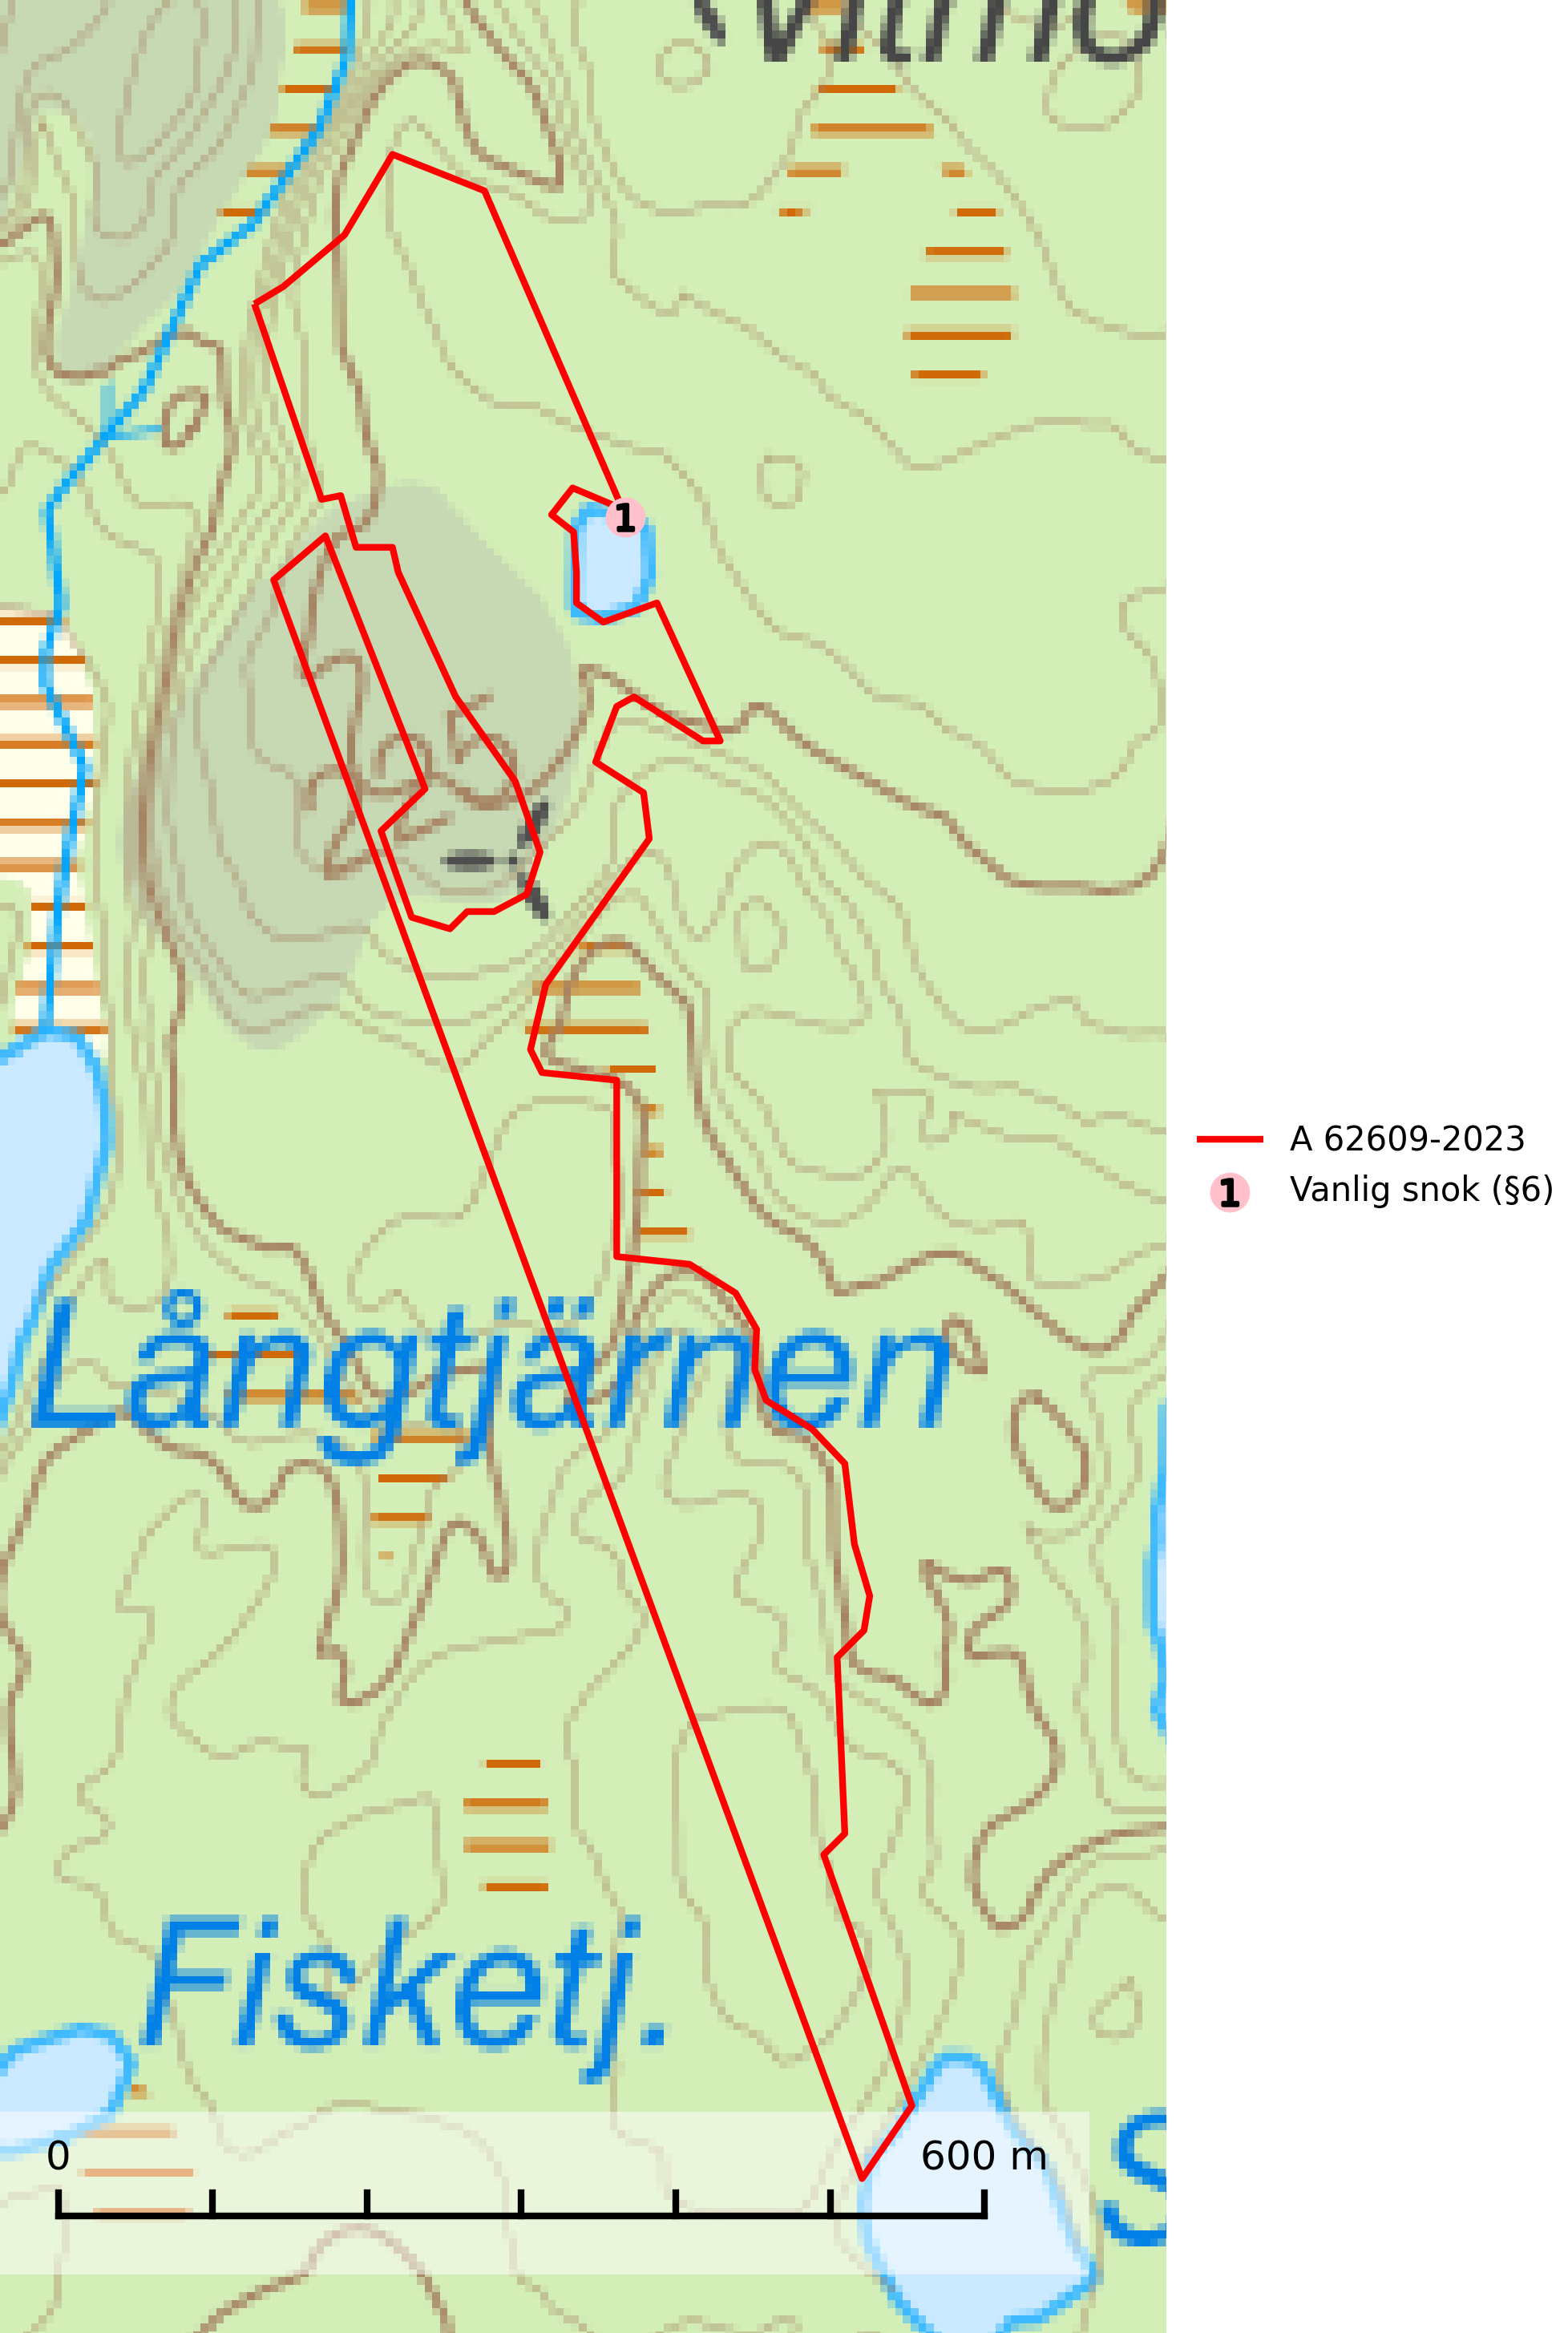 1
A 62609-2023
1 Vanlig snok (§6)
Långtjärnen
Fisketj.
0 600 m